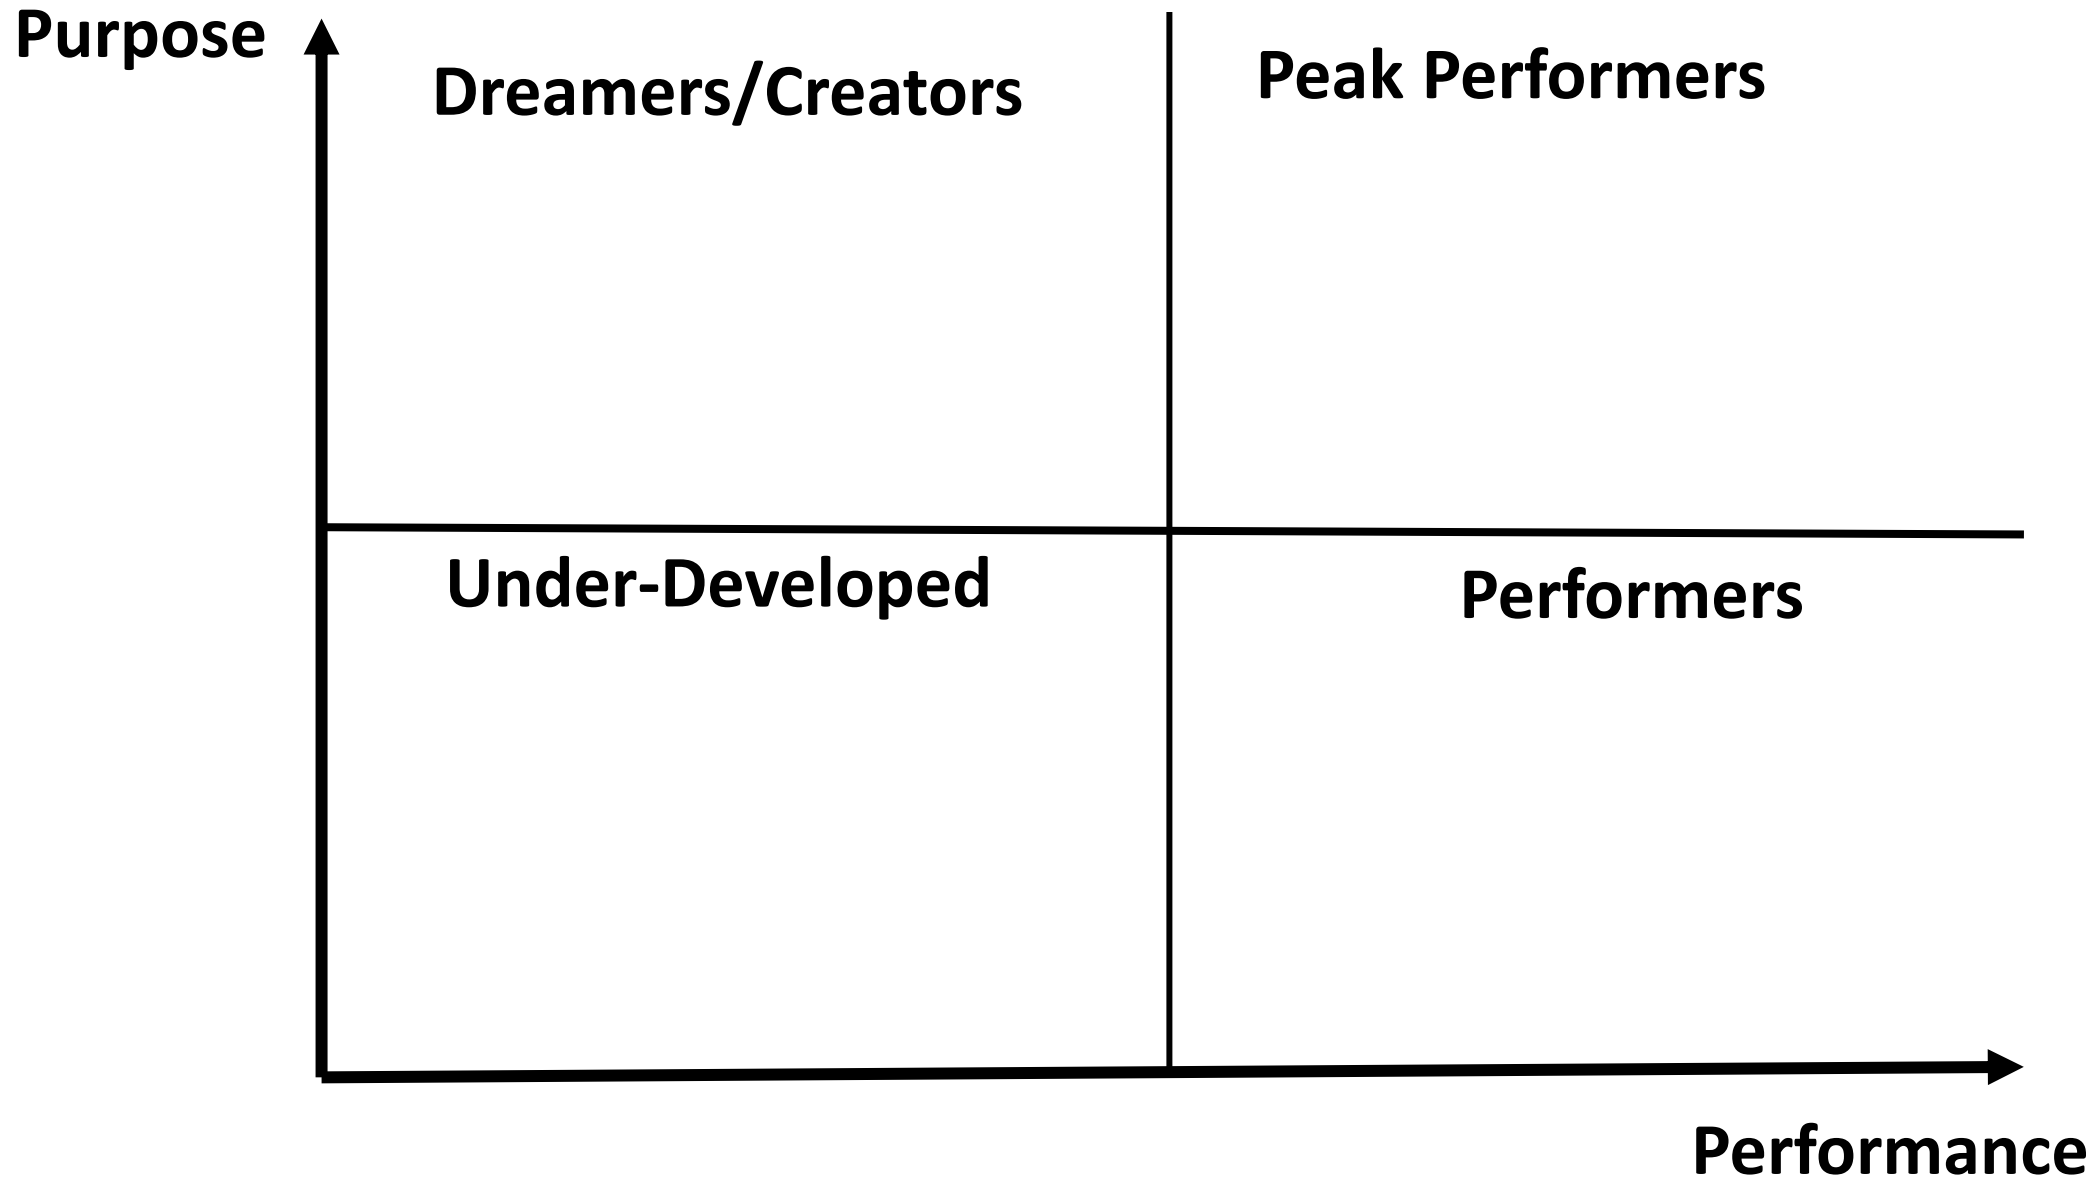 Purpose
Dreamers/Creators
Peak Performers
Under-Developed
Performers
Performance